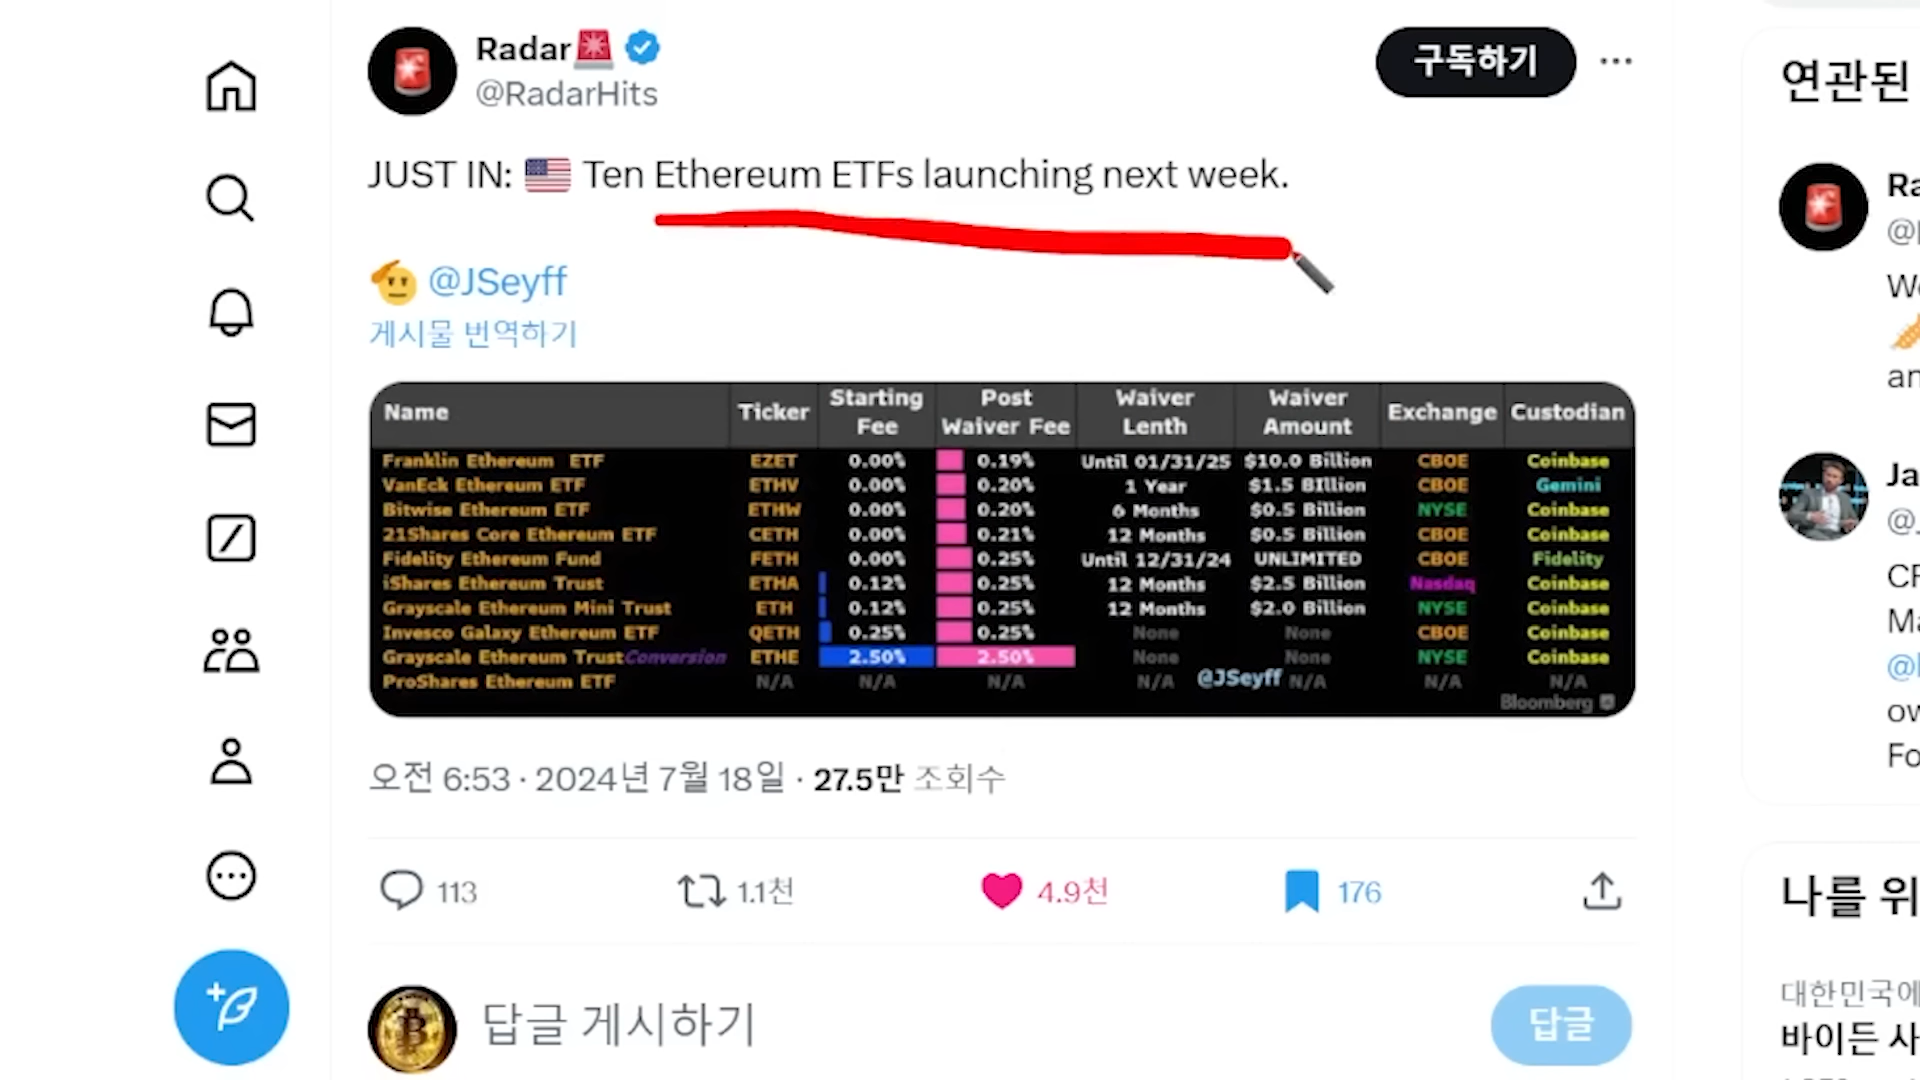 Radar
@RadarHits
구독하기
JUST IN: 🇺🇸 Ten Ethereum ETFs launching next week.
@JSeyff
게시물 번역하기
Name Ticker Starting Fee Post Waiver Fee Waiver Lenth Waiver Amount Exchange Custodian
Franklin Ethereum ETF EZET 0.00% 0.19% Until 01/31/25 $10.0 Billion CBOE Coinbase
VanEck Ethereum ETF ETHV 0.00% 0.20% 1 Year $1.5 BIllion CBOE Gemini
Bitwise Ethereum ETF ETHW 0.00% 0.20% 6 Months $0.5 Billion NYSE Coinbase
21Shares Core Ethereum ETF CETH 0.00% 0.21% 12 Months $0.5 Billion CBOE Coinbase
Fidelity Ethereum Fund FETH 0.00% 0.25% Until 12/31/24 UNLIMITED CBOE Fidelity
iShares Ethereum Trust ETHA 0.12% 0.25% 12 Months $2.5 Billion Nasdaq Coinbase
Grayscale Ethereum Mini Trust ETH 0.12% 0.25% 12 Months $2.0 Billion NYSE Coinbase
Invesco Galaxy Ethereum ETF QETH 0.25% 0.25% None None CBOE Coinbase
Grayscale Ethereum Trust Conversion ETHE 2.50% 2.50% None None NYSE Coinbase
ProShares Ethereum ETF N/A N/A N/A N/A @JSeyff N/A N/A N/A
Bloomberg
오전 6:53 · 2024년 7월 18일 · 27.5만 조회수
113 1.1천 4.9천 176
답글 게시하기
답글
연관된
Ra
We
an
Ja
CF
Ma
ow
Fo
나를 위
대한민국에
바이든 사